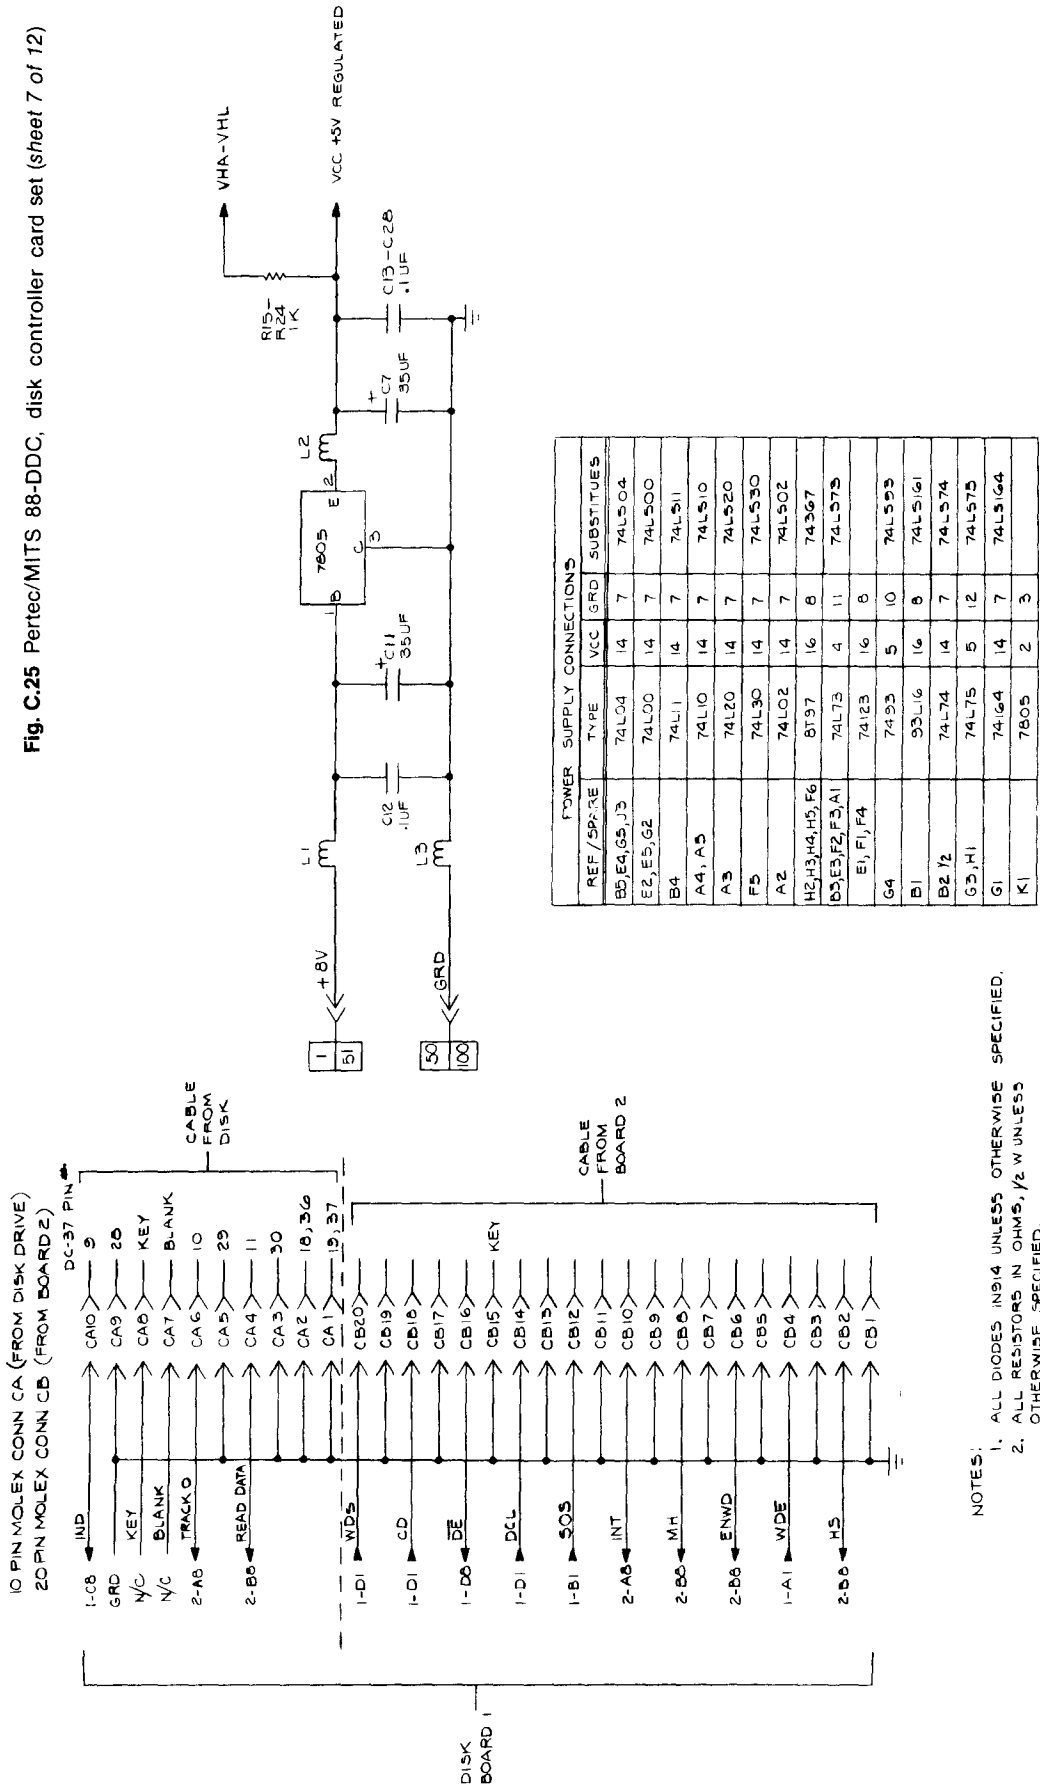 Fig. C.25 Pertec/MITS 88-DDC, disk controller card set (sheet 7 of 12)
10 PIN MOLEX CONN CA (FROM DISK DRIVE)
20 PIN MOLEX CONN CB (FROM BOARD 2)
DC-37 PIN #
1-C8 IND CA10 9
GRD CA9 28
N/C KEY CA8 KEY
N/C BLANK CA7 BLANK
2-A8 TRACK 0 CA6 10
CA5 29
2-B8 READ DATA CA4 11
CA3 30
CA2 18,36
CA1 19,37
CABLE
FROM
DISK
1-D1 WDS CB20
CB19
1-D1 CD CB18
CB17
1-D8 DE CB16
CB15 KEY
1-D1 DCL CB14
CB13
1-B1 SOS CB12
CB11
2-A8 INT CB10
CB9
2-B8 MH CB8
CB7
2-B8 ENWD CB6
CB5
1-A1 WDE CB4
CB3
2-B8 HS CB2
CB1
CABLE
FROM
BOARD 2
DISK
BOARD 1
1
51
+8V
L1
50
100
GRD
L3
C12
.1UF
+
C11
35UF
1 B
7805
E 2
C
3
L2
+
C7
35UF
C13-C28
.1UF
R15-
R24
1K
VHA-VHL
VCC +5V REGULATED
POWER SUPPLY CONNECTIONS
REF/SPARE TYPE VCC GRD SUBSTITUES
B5,E4,G5,J3 74L04 14 7 74LS04
E2,E5,G2 74L00 14 7 74LS00
B4 74L11 14 7 74LS11
A4, A5 74L10 14 7 74LS10
A3 74L20 14 7 74LS20
F5 74L30 14 7 74LS30
A2 74L02 14 7 74LS02
H2,H3,H4,H5,F6 8T97 16 8 74367
B3,E3,F2,F3,A1 74L73 4 11 74LS73
E1, F1, F4 74123 16 8
G4 7493 5 10 74LS93
B1 93L16 16 8 74LS161
B2 1/2 74L74 14 7 74LS74
G3,H1 74L75 5 12 74LS75
G1 74164 14 7 74LS164
K1 7805 2 3
NOTES:
1. ALL DIODES IN914 UNLESS OTHERWISE SPECIFIED.
2. ALL RESISTORS IN OHMS, 1/2 W UNLESS
OTHERWISE SPECIFIED.